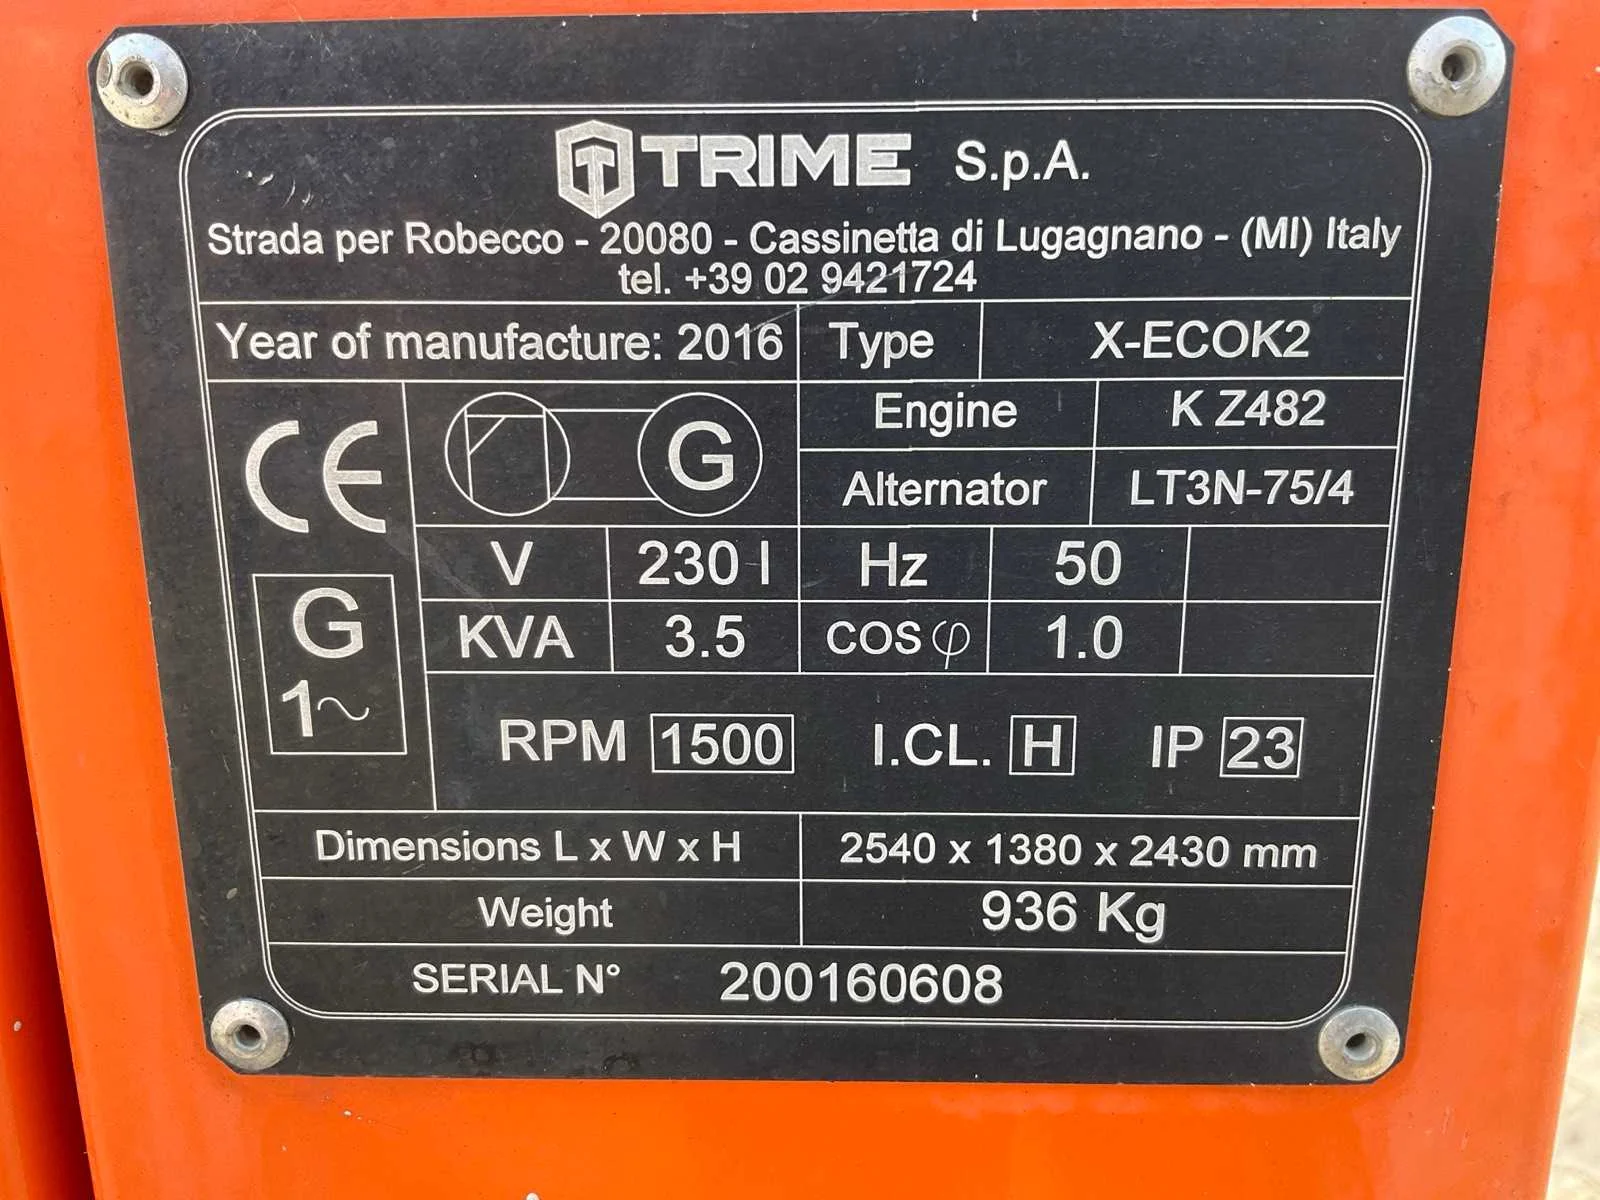 TRIME S.p.A.
Strada per Robecco - 20080 - Cassinetta di Lugagnano - (MI) Italy
tel. +39 02 9421724
Year of manufacture: 2016 Type X-ECOK2
CE G Engine K Z482
Alternator LT3N-75/4
V 230 I Hz 50
G KVA 3.5 COS φ 1.0
1~ RPM 1500 I.CL. H IP 23
Dimensions L x W x H 2540 x 1380 x 2430 mm
Weight 936 Kg
SERIAL N° 200160608